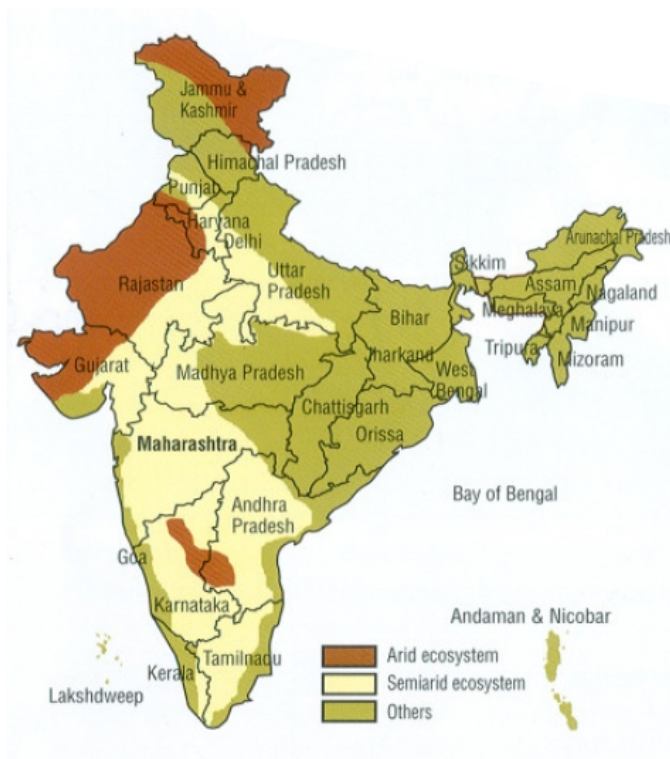 Jammu &
Kashmir
Himachal Pradesh
Punjab
Haryana
Delhi
Uttar
Pradesh
Rajastan
Sikkim
Arunachal Pradesh
Assam
Nagaland
Meghalaya
Manipur
Tripura
Mizoram
Bihar
Jharkand
West
Bengal
Gujarat
Madhya Pradesh
Chattisgarh
Orissa
Maharashtra
Bay of Bengal
Andhra
Pradesh
Goa
Karnataka
Andaman & Nicobar
Tamilnadu
Kerala
Lakshdweep
Arid ecosystem
Semiarid ecosystem
Others